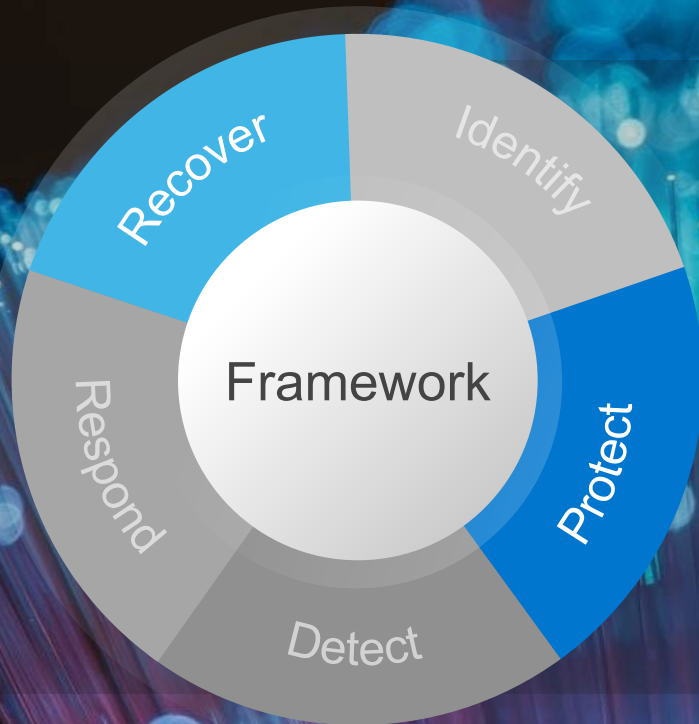 Recover
Identify
Framework
Respond
Protect
Detect